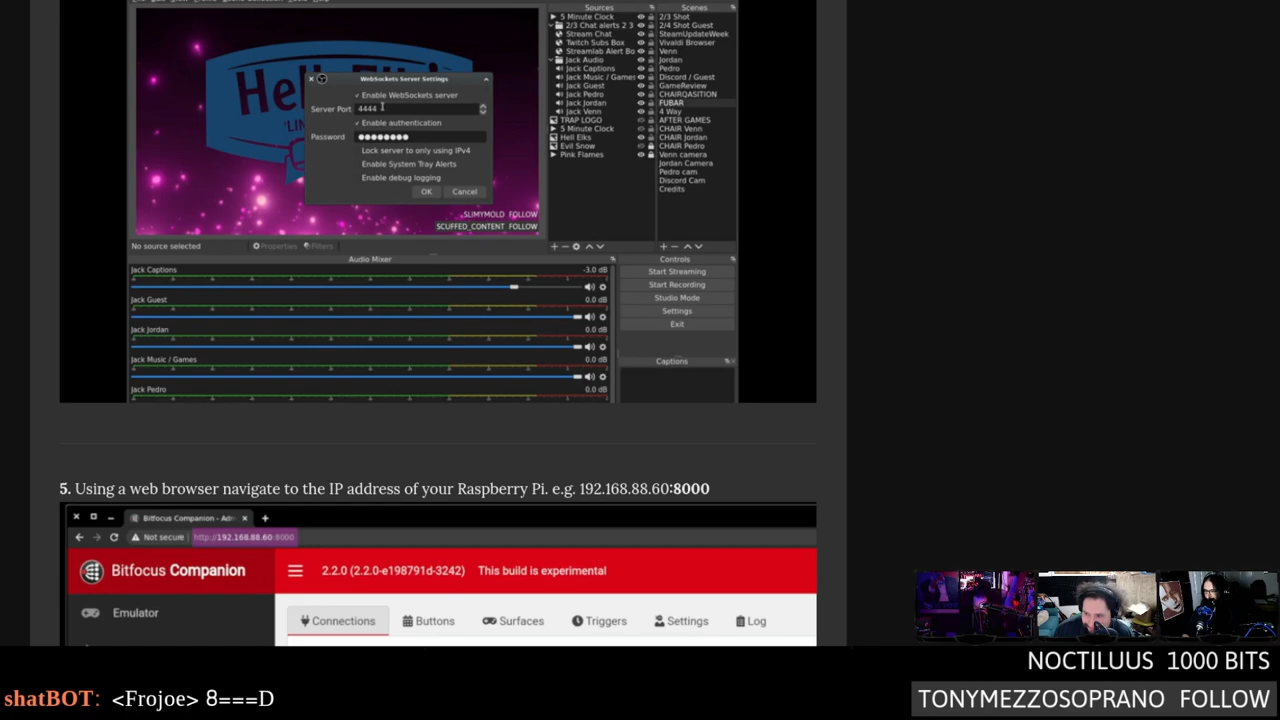 Sources
Scenes
5 Minute Clock
2/3 Chat alerts 2 3
Stream Chat
Twitch Subs Box
Streamlab Alert Bo
Jack Audio
Jack Captions
Jack Music / Games
Jack Guest
Jack Pedro
Jack Jordan
Jack Venn
TRAP LOGO
5 Minute Clock
Hell Elks
Evil Snow
Pink Flames
2/3 Shot
2/4 Shot Guest
SteamUpdateWeek
Vivaldi Browser
Venn
Jordan
Pedro
Discord / Guest
GameReview
CHAIRQASITION
FUBAR
4 Way
AFTER GAMES
CHAIR Venn
CHAIR Jordan
CHAIR Pedro
Venn camera
Jordan Camera
Pedro cam
Discord Cam
Credits
WebSockets Server Settings
Enable WebSockets server
Server Port 4444
Enable authentication
Password ●●●●●●●●
Lock server to only using IPv4
Enable System Tray Alerts
Enable debug logging
OK Cancel
SLIMYMOLD FOLLOW
SCUFFED_CONTENT FOLLOW
No source selected
Properties
Filters
Audio Mixer
Controls
Jack Captions -3.0 dB
Jack Guest 0.0 dB
Jack Jordan 0.0 dB
Jack Music / Games 0.0 dB
Jack Pedro 0.0 dB
Start Streaming
Start Recording
Studio Mode
Settings
Exit
Captions
5. Using a web browser navigate to the IP address of your Raspberry Pi. e.g. 192.168.88.60:8000
Bitfocus Companion - Adm
Not secure http://192.168.88.60:8000
Bitfocus Companion
2.2.0 (2.2.0-e198791d-3242) This build is experimental
Emulator
Connections Buttons Surfaces Triggers Settings Log
NOCTILUUS 1000 BITS
shatBOT: <Frojoe> 8===D
TONYMEZZOSOPRANO FOLLOW